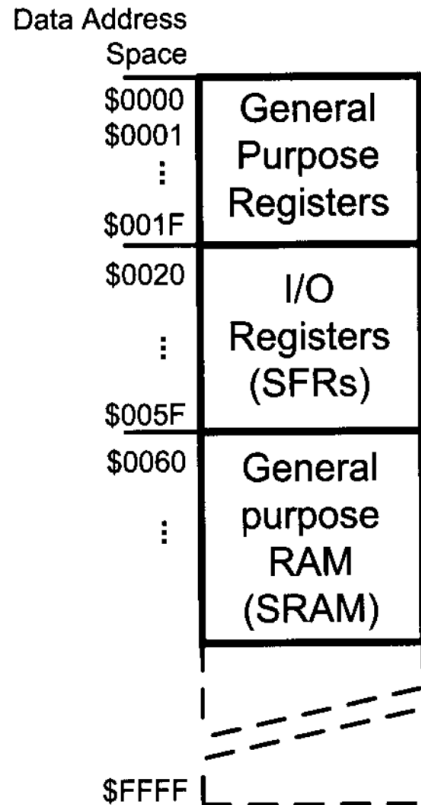 Data Address
Space
$0000
$0001
⋮
$001F
General
Purpose
Registers
$0020
⋮
$005F
I/O
Registers
(SFRs)
$0060
⋮
General
purpose
RAM
(SRAM)
$FFFF